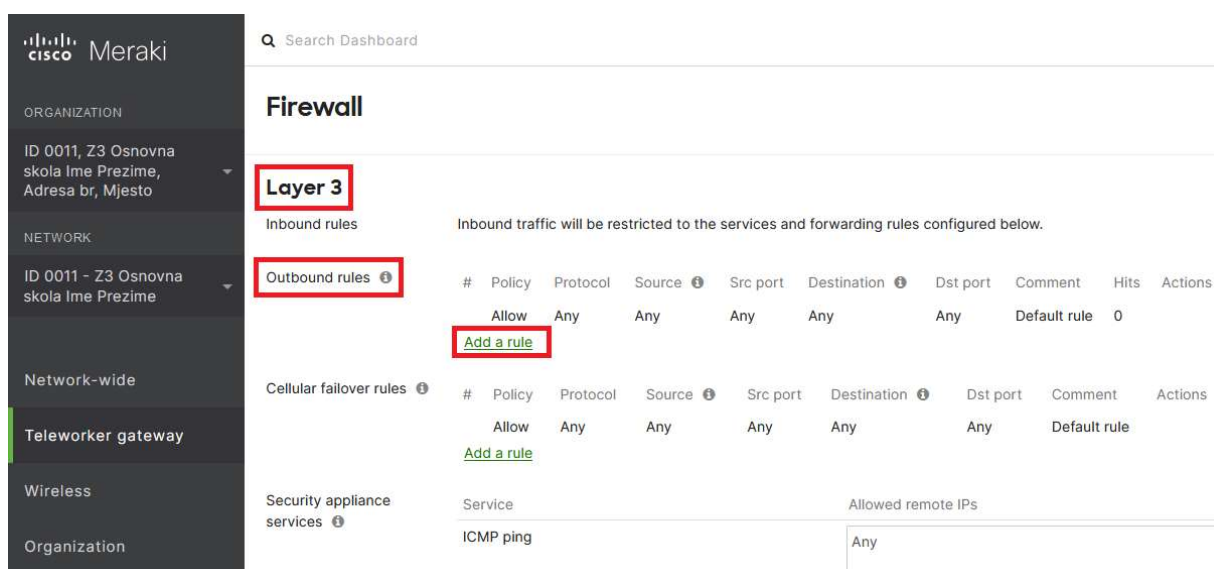 cisco Meraki
Search Dashboard
ORGANIZATION
ID 0011, Z3 Osnovna
skola Ime Prezime,
Adresa br, Mjesto
NETWORK
ID 0011 - Z3 Osnovna
skola Ime Prezime
Network-wide
Teleworker gateway
Wireless
Organization
Firewall
Layer 3
Inbound rules Inbound traffic will be restricted to the services and forwarding rules configured below.
Outbound rules
# Policy Protocol Source Src port Destination Dst port Comment Hits Actions
Allow Any Any Any Any Any Default rule 0
Add a rule
Cellular failover rules
# Policy Protocol Source Src port Destination Dst port Comment Actions
Allow Any Any Any Any Any Default rule
Add a rule
Security appliance
services
Service Allowed remote IPs
ICMP ping Any